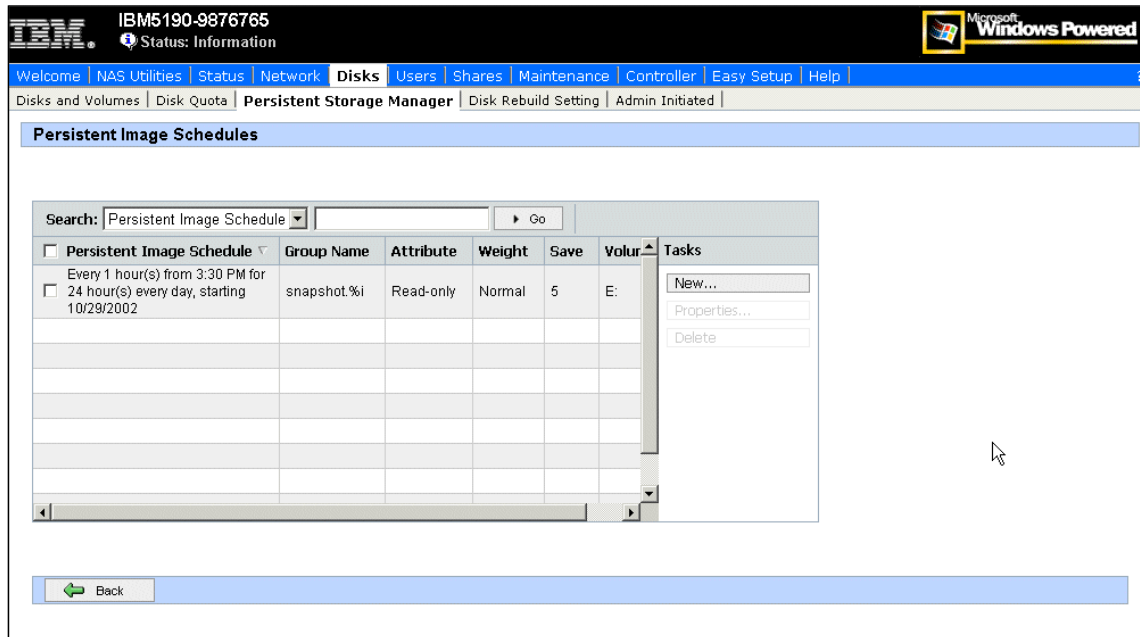 IBM
IBM5190-9876765
Status: Information
Microsoft
Windows Powered
Welcome | NAS Utilities | Status | Network | Disks | Users | Shares | Maintenance | Controller | Easy Setup | Help |
Disks and Volumes | Disk Quota | Persistent Storage Manager | Disk Rebuild Setting | Admin Initiated |
Persistent Image Schedules
Search: Persistent Image Schedule Go
Persistent Image Schedule Group Name Attribute Weight Save Volum Tasks
Every 1 hour(s) from 3:30 PM for
24 hour(s) every day, starting
10/29/2002
snapshot.%i Read-only Normal 5 E:
New...
Properties...
Delete
Back